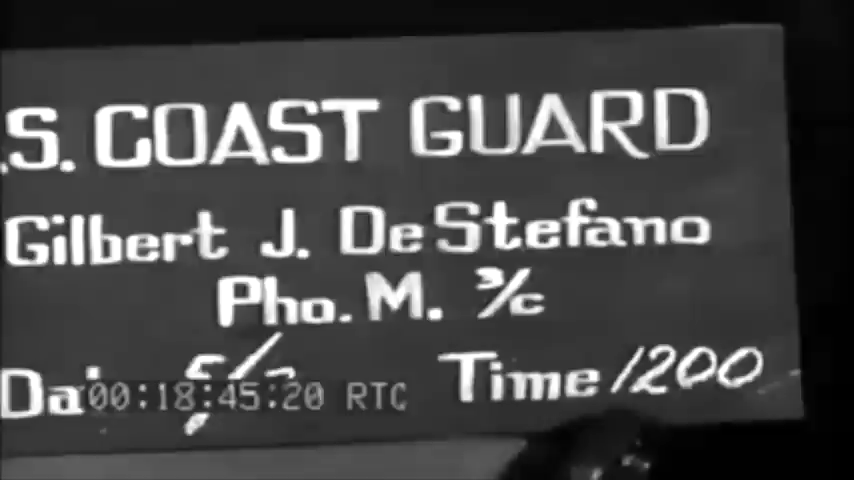 .S. COAST GUARD
Gilbert J. DeStefano
Pho. M. 3/c
Time 1200
00:18:45:20 RTC